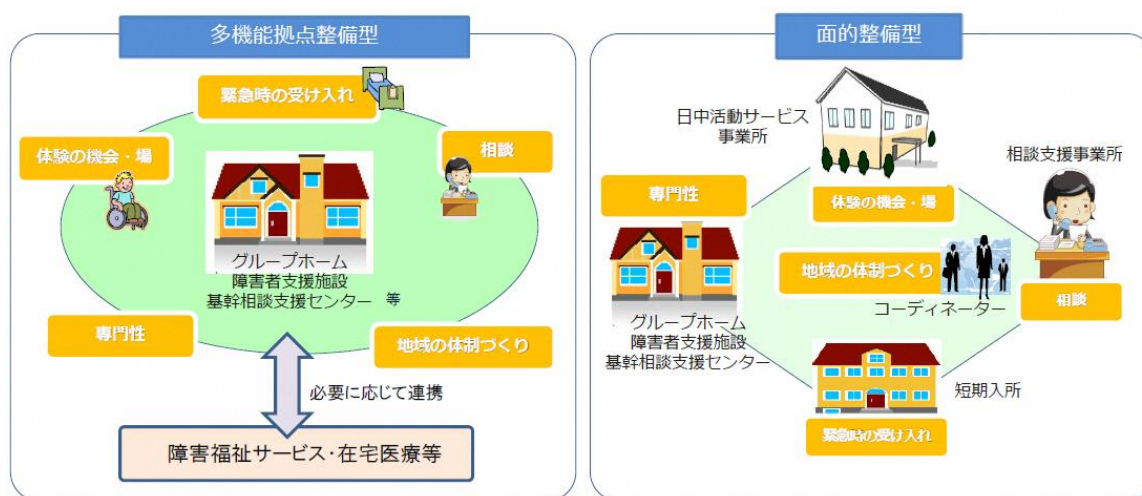 多機能拠点整備型
緊急時の受け入れ
体験の機会・場
相談
グループホーム
障害者支援施設
基幹相談支援センター 等
専門性
地域の体制づくり
必要に応じて連携
障害福祉サービス・在宅医療等
面的整備型
日中活動サービス
事業所
相談支援事業所
専門性
体験の機会・場
地域の体制づくり
コーディネーター
相談
グループホーム
障害者支援施設
基幹相談支援センター
短期入所
緊急時の受け入れ